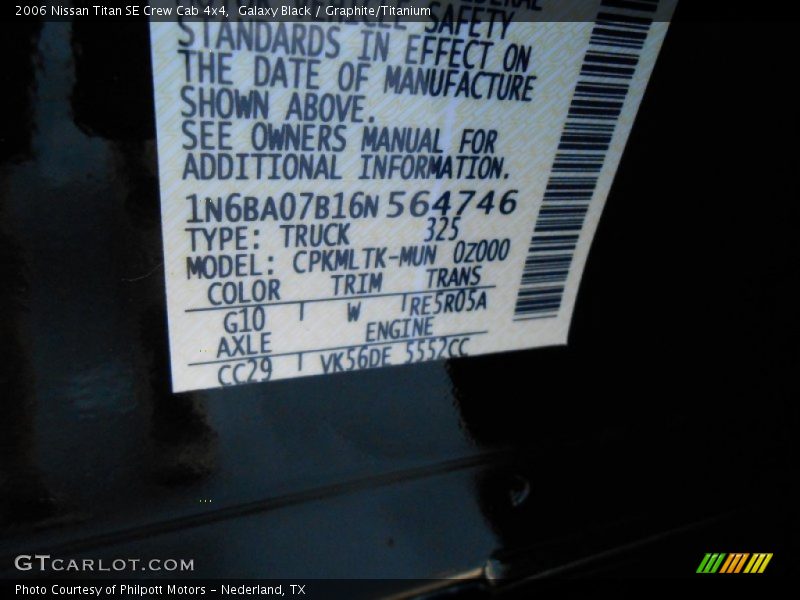 2006 Nissan Titan SE Crew Cab 4x4, Galaxy Black / Graphite/Titanium
SAFETY
STANDARDS IN EFFECT ON
THE DATE OF MANUFACTURE
SHOWN ABOVE.
SEE OWNERS MANUAL FOR
ADDITIONAL INFORMATION.
1N6BA07B16N564746
TYPE: TRUCK 325
MODEL: CPKMLTK-MUN 0Z000
COLOR TRIM TRANS
G10 W RE5R05A
AXLE ENGINE
CC29 VK56DE 5552CC
GTCARLOT.COM
Photo Courtesy of Philpott Motors - Nederland, TX